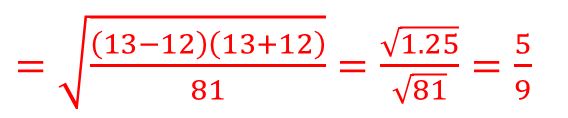 = √((13−12)(13+12)/81) = √1.25/√81 = 5/9